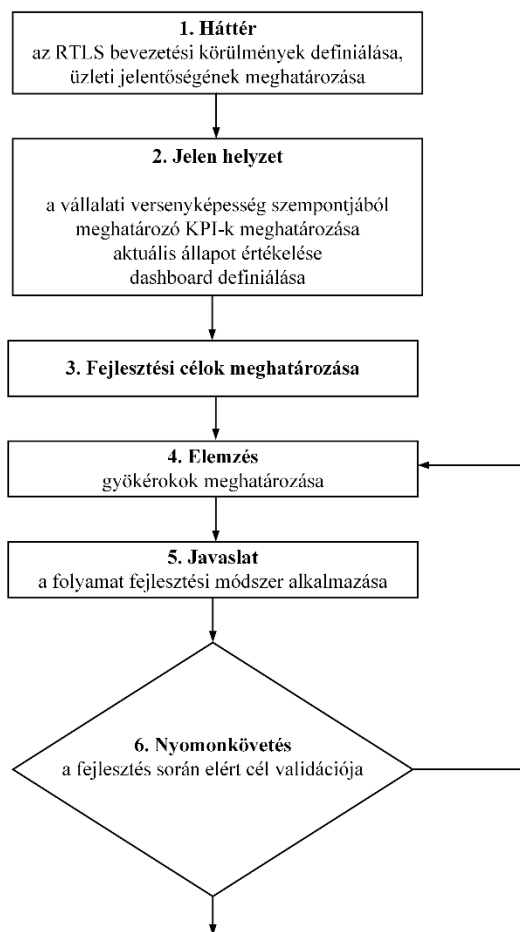 1. Háttér
az RTLS bevezetési körülmények definiálása,
üzleti jelentőségének meghatározása
2. Jelen helyzet
a vállalati versenyképesség szempontjából
meghatározó KPI-k meghatározása
aktuális állapot értékelése
dashboard definiálása
3. Fejlesztési célok meghatározása
4. Elemzés
gyökérokok meghatározása
5. Javaslat
a folyamat fejlesztési módszer alkalmazása
6. Nyomonkövetés
a fejlesztés során elért cél validációja